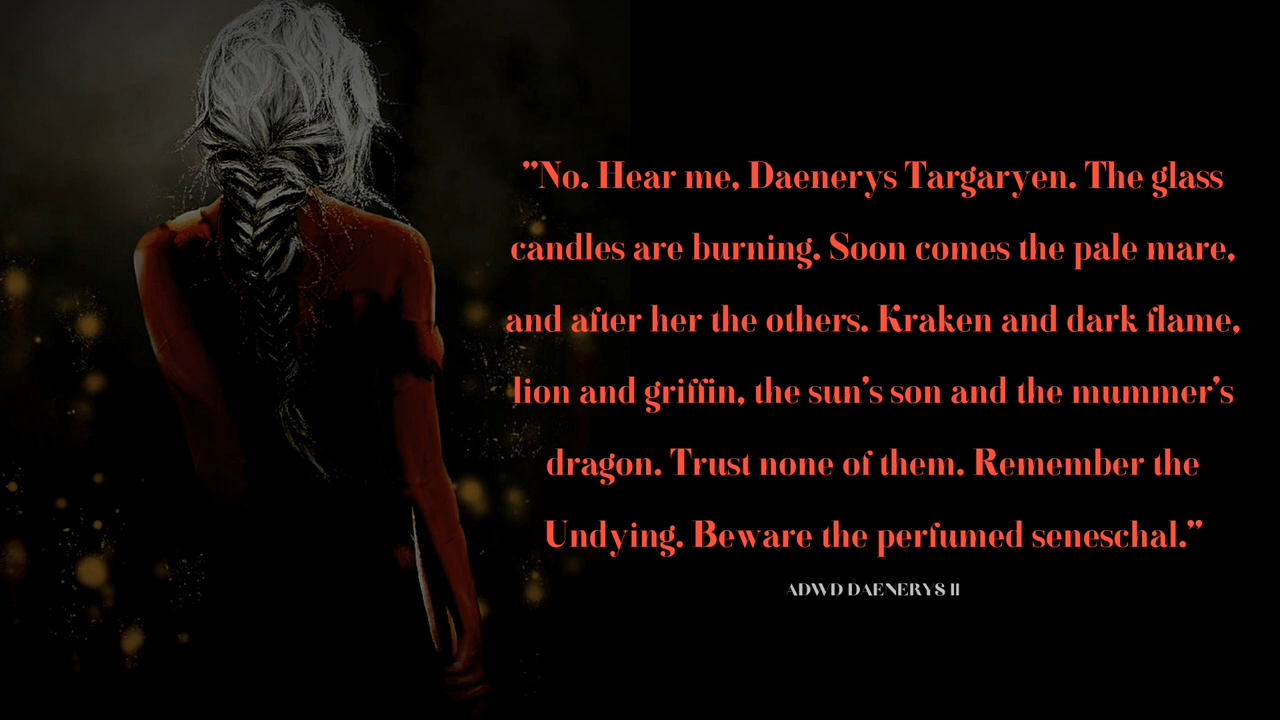 ”No. Hear me, Daenerys Targaryen. The glass
candles are burning. Soon comes the pale mare,
and after her the others. Kraken and dark flame,
lion and griffin, the sun’s son and the mummer’s
dragon. Trust none of them. Remember the
Undying. Beware the perfumed seneschal.”
ADWD DAENERYS II